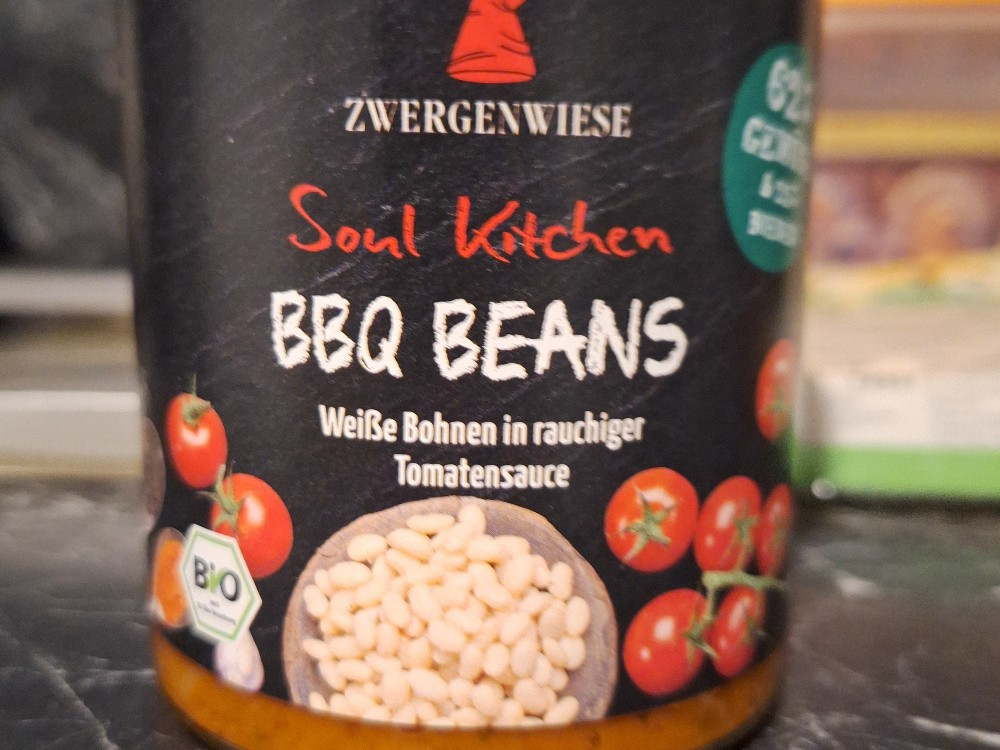 ZWERGENWIESE
Soul Kitchen
BBQ BEANS
Weiße Bohnen in rauchiger
Tomatensauce
BiO